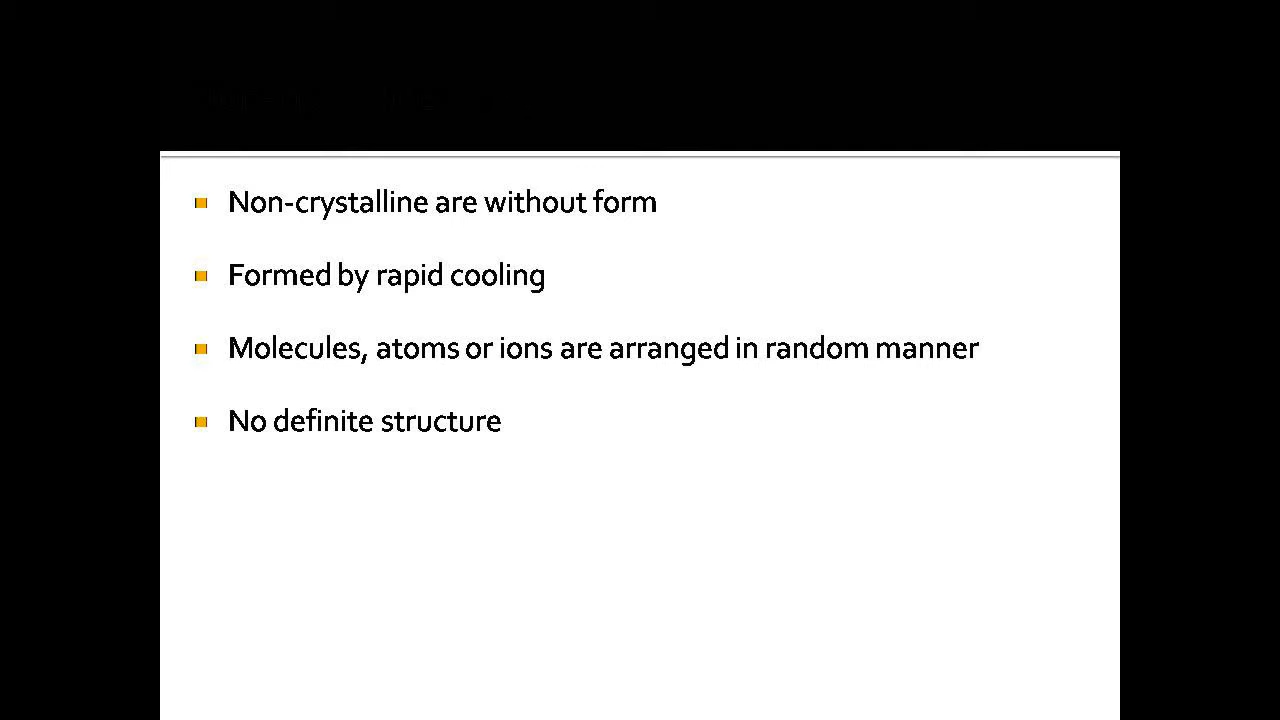 Non-crystalline are without form
Formed by rapid cooling
Molecules, atoms or ions are arranged in random manner
No definite structure